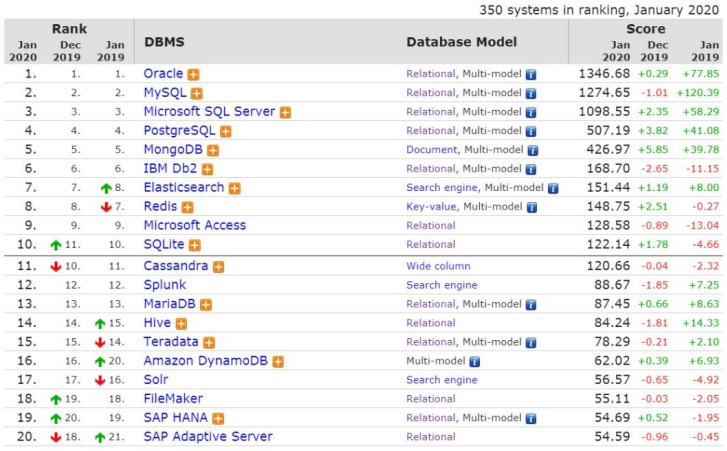 350 systems in ranking, January 2020
Rank DBMS Database Model Score
Jan 2020 Dec 2019 Jan 2019 Jan 2020 Dec 2019 Jan 2019
1. 1. 1. Oracle Relational, Multi-model 1346.68 +0.29 +77.85
2. 2. 2. MySQL Relational, Multi-model 1274.65 -1.01 +120.39
3. 3. 3. Microsoft SQL Server Relational, Multi-model 1098.55 +2.35 +58.29
4. 4. 4. PostgreSQL Relational, Multi-model 507.19 +3.82 +41.08
5. 5. 5. MongoDB Document, Multi-model 426.97 +5.85 +39.78
6. 6. 6. IBM Db2 Relational, Multi-model 168.70 -2.65 -11.15
7. 7. 8. Elasticsearch Search engine, Multi-model 151.44 +1.19 +8.00
8. 8. 7. Redis Key-value, Multi-model 148.75 +2.51 -0.27
9. 9. 9. Microsoft Access Relational 128.58 -0.89 -13.04
10. 11. 10. SQLite Relational 122.14 +1.78 -4.66
11. 10. 11. Cassandra Wide column 120.66 -0.04 -2.32
12. 12. 12. Splunk Search engine 88.67 -1.85 +7.25
13. 13. 13. MariaDB Relational, Multi-model 87.45 +0.66 +8.63
14. 14. 15. Hive Relational 84.24 -1.81 +14.33
15. 15. 14. Teradata Relational, Multi-model 78.29 -0.21 +2.10
16. 16. 20. Amazon DynamoDB Multi-model 62.02 +0.39 +6.93
17. 17. 16. Solr Search engine 56.57 -0.65 -4.92
18. 19. 18. FileMaker Relational 55.11 -0.03 -2.05
19. 20. 19. SAP HANA Relational, Multi-model 54.69 +0.52 -1.95
20. 18. 21. SAP Adaptive Server Relational 54.59 -0.96 -0.45